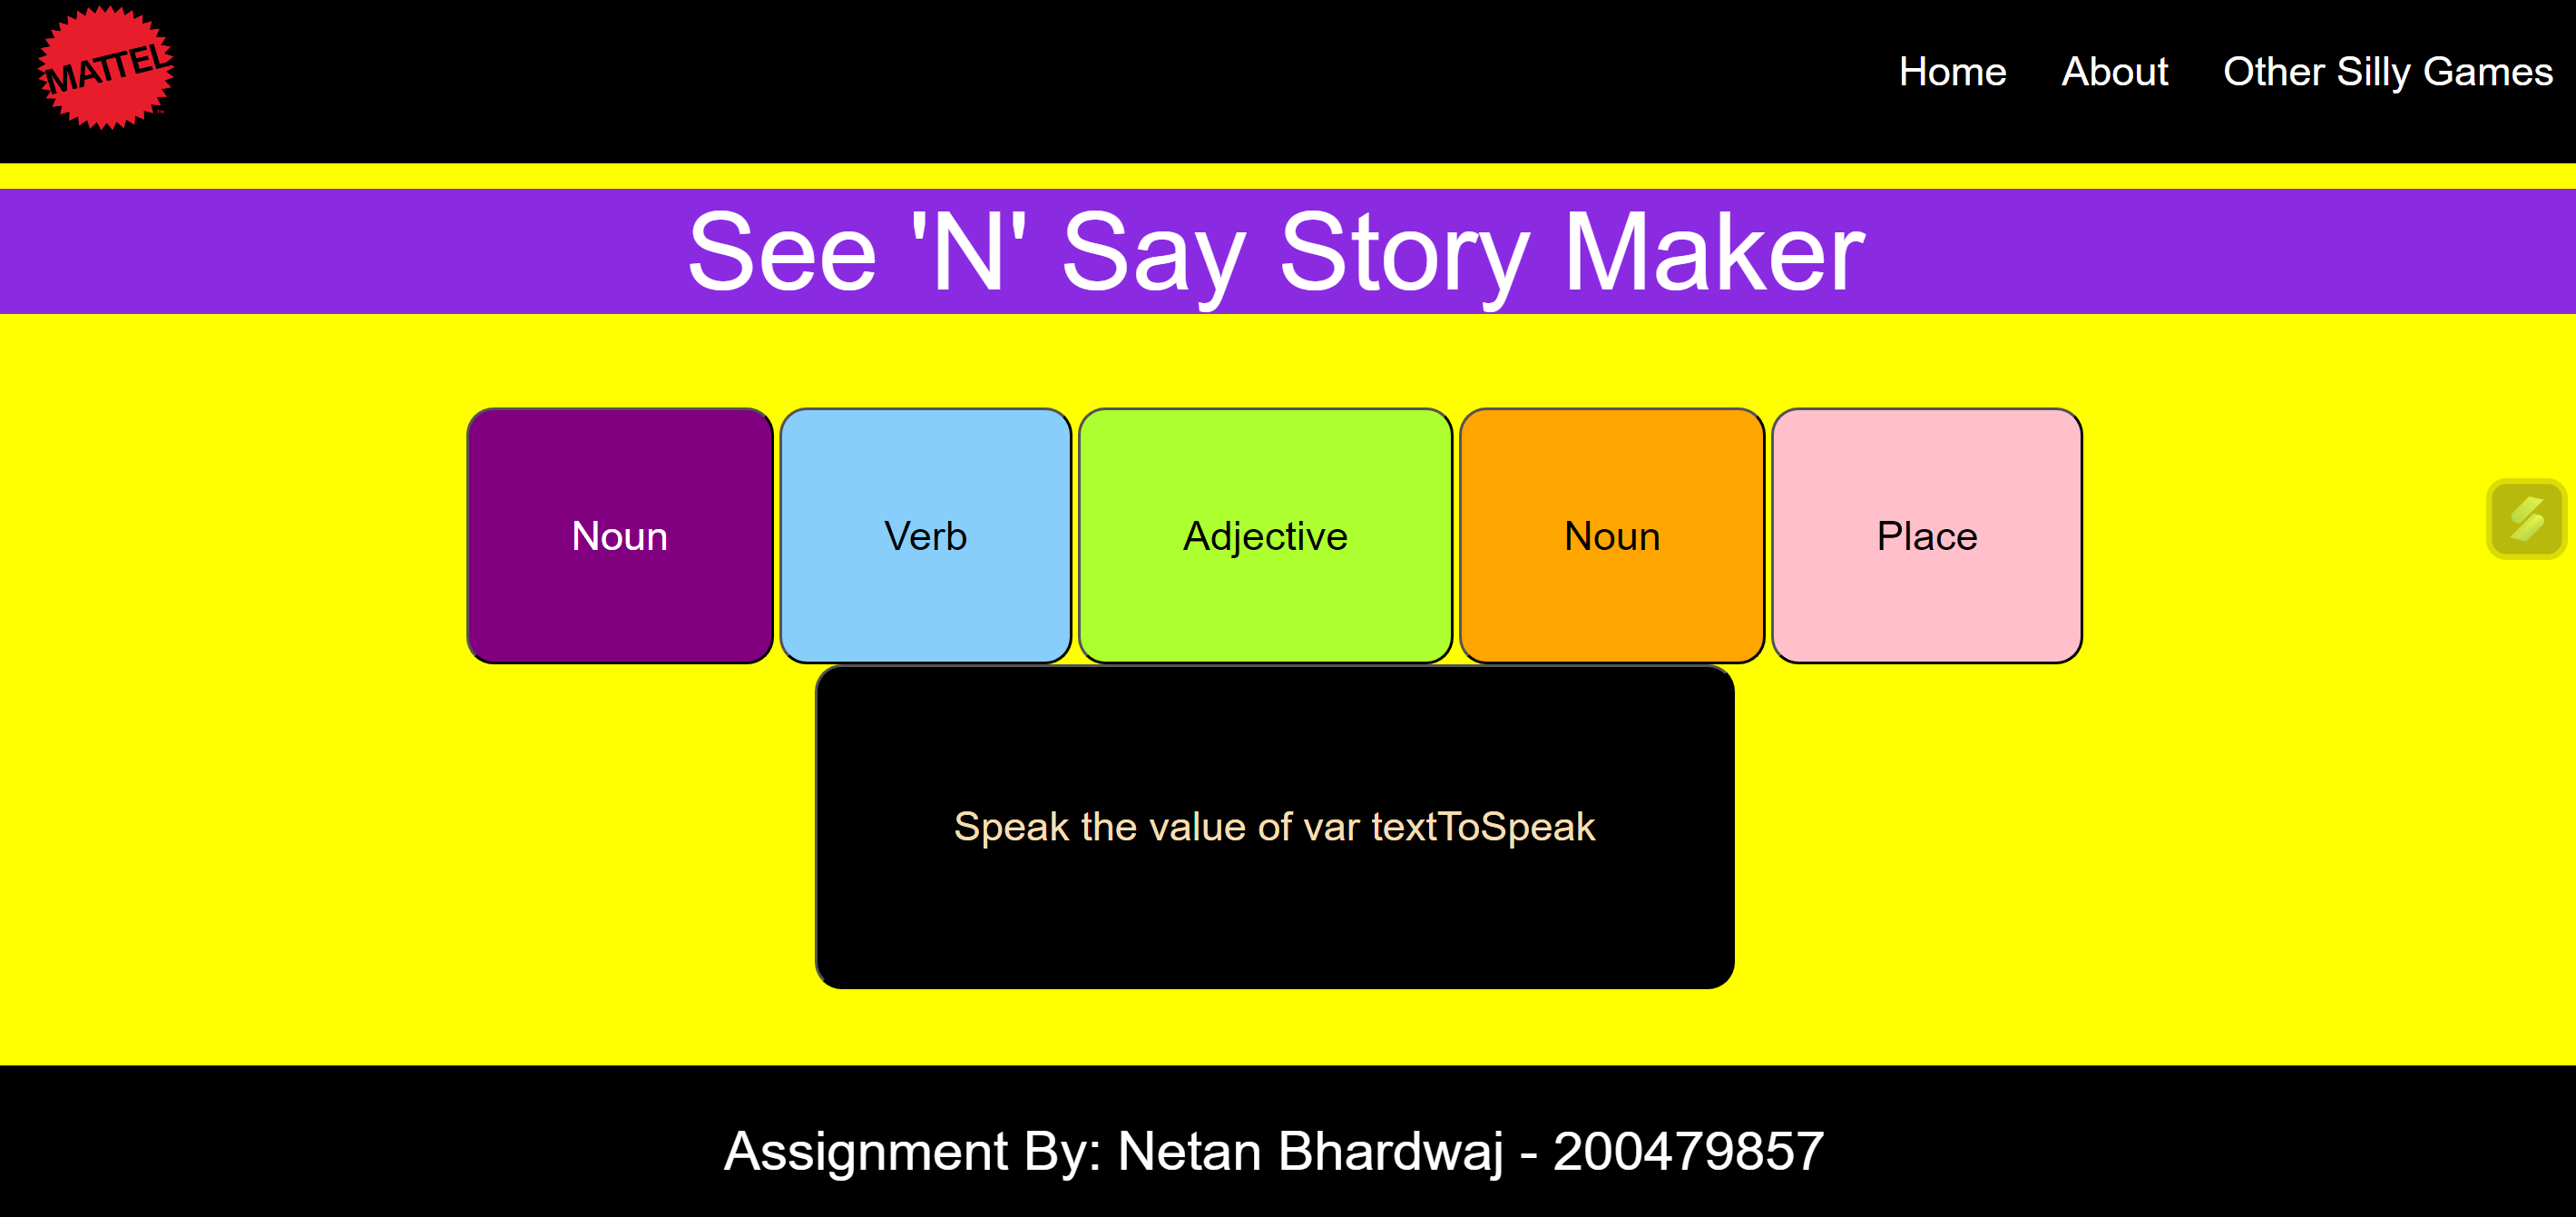 MATTEL
Home About Other Silly Games
See 'N' Say Story Maker
Noun Verb Adjective Noun Place
Speak the value of var textToSpeak
Assignment By: Netan Bhardwaj - 200479857